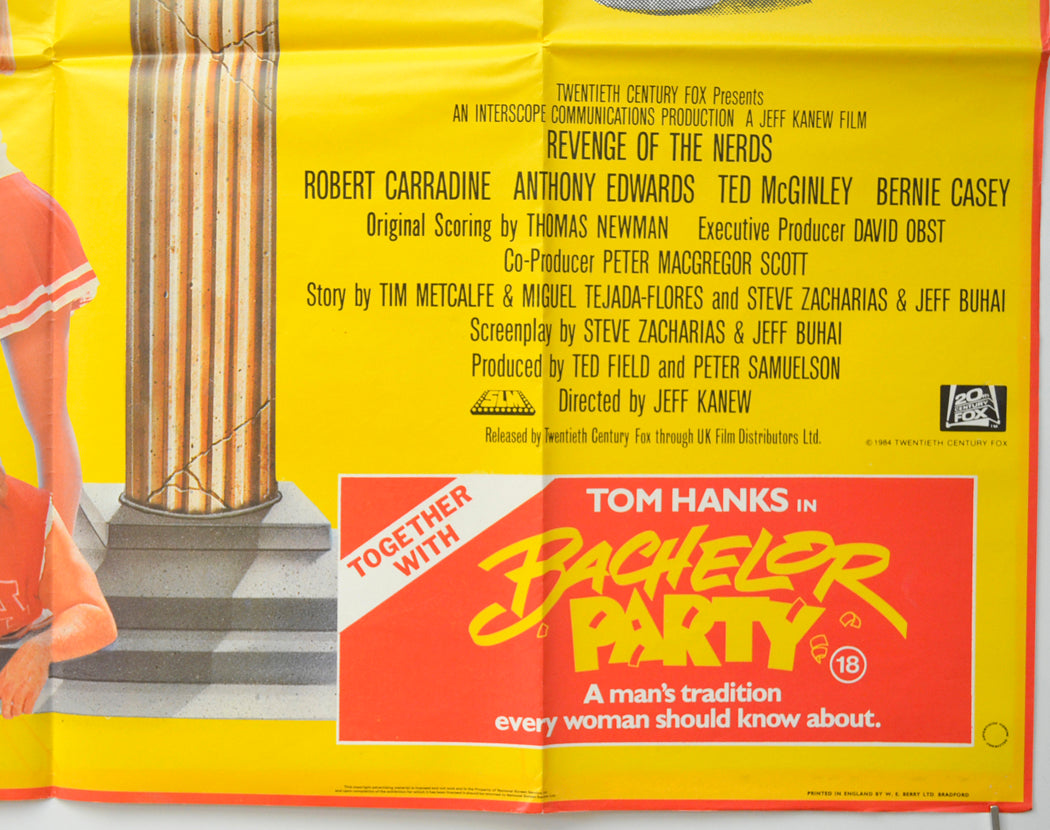 TWENTIETH CENTURY FOX Presents
AN INTERSCOPE COMMUNICATIONS PRODUCTION A JEFF KANEW FILM
REVENGE OF THE NERDS
ROBERT CARRADINE ANTHONY EDWARDS TED McGINLEY BERNIE CASEY
Original Scoring by THOMAS NEWMAN Executive Producer DAVID OBST
Co-Producer PETER MACGREGOR SCOTT
Story by TIM METCALFE & MIGUEL TEJADA-FLORES and STEVE ZACHARIAS & JEFF BUHAI
Screenplay by STEVE ZACHARIAS & JEFF BUHAI
Produced by TED FIELD and PETER SAMUELSON
SLM
Directed by JEFF KANEW
20TH
CENTURY
FOX
TM
Released by Twentieth Century Fox through UK Film Distributors Ltd.
©1984 TWENTIETH CENTURY FOX
TOGETHER
WITH
TOM HANKS IN
BACHELOR
PARTY
18
A man's tradition
every woman should know about.
PRINTED IN ENGLAND BY W. E. BERRY LTD. BRADFORD